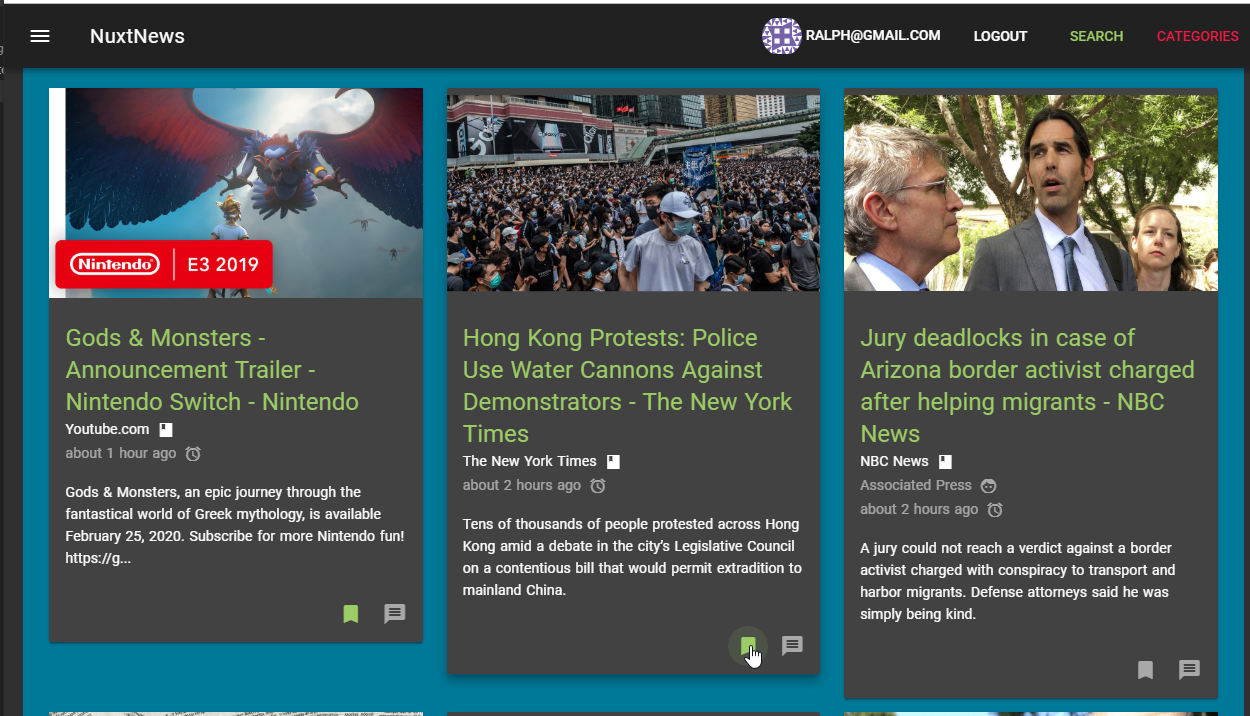 NuxtNews
RALPH@GMAIL.COM
LOGOUT
SEARCH
CATEGORIES
Nintendo
E3 2019
Gods & Monsters -
Announcement Trailer -
Nintendo Switch - Nintendo
Youtube.com
about 1 hour ago
Gods & Monsters, an epic journey through the
fantastical world of Greek mythology, is available
February 25, 2020. Subscribe for more Nintendo fun!
https://g...
Hong Kong Protests: Police
Use Water Cannons Against
Demonstrators - The New York
Times
The New York Times
about 2 hours ago
Tens of thousands of people protested across Hong
Kong amid a debate in the city’s Legislative Council
on a contentious bill that would permit extradition to
mainland China.
Jury deadlocks in case of
Arizona border activist charged
after helping migrants - NBC
News
NBC News
Associated Press
about 2 hours ago
A jury could not reach a verdict against a border
activist charged with conspiracy to transport and
harbor migrants. Defense attorneys said he was
simply being kind.